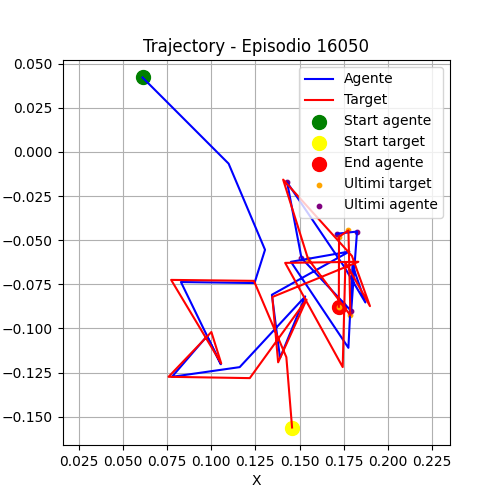 Trajectory - Episodio 16050
Agente
Target
Start agente
Start target
End agente
Ultimi target
Ultimi agente
0.050
0.025
0.000
−0.025
−0.050
−0.075
−0.100
−0.125
−0.150
0.025 0.050 0.075 0.100 0.125 0.150 0.175 0.200 0.225
X